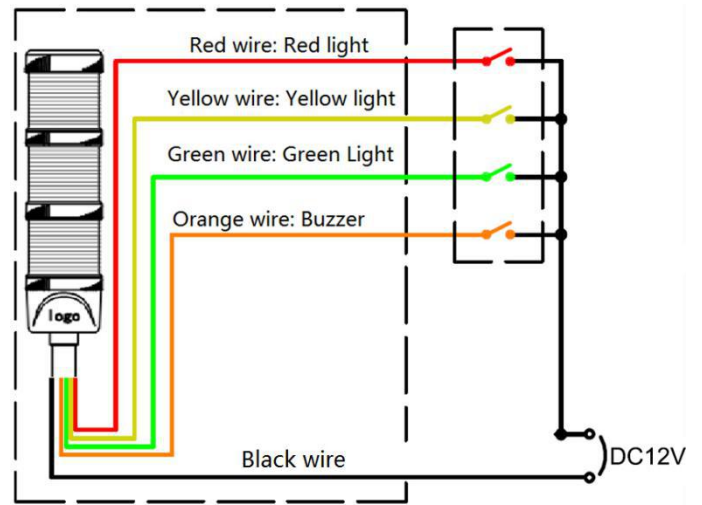 Red wire: Red light
Yellow wire: Yellow light
Green wire: Green Light
Orange wire: Buzzer
logo
Black wire
DC12V